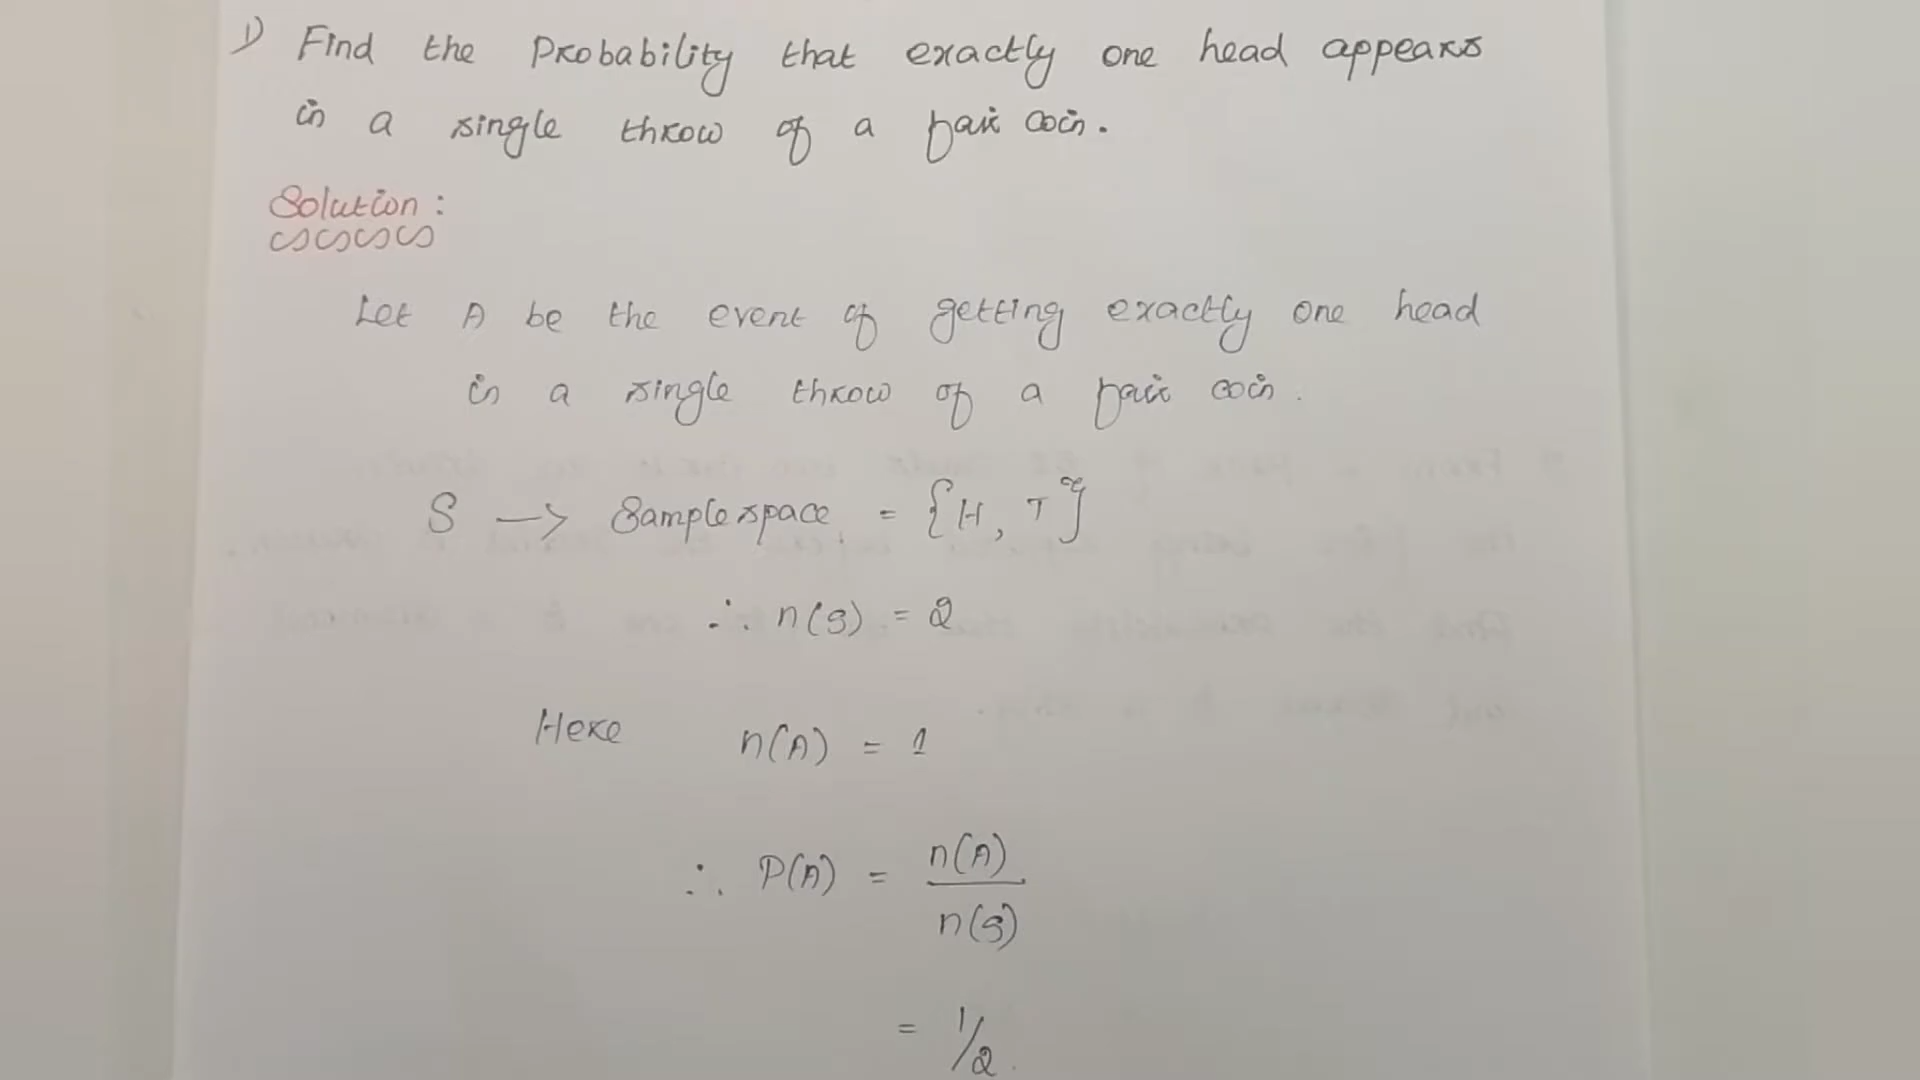 1) Find the Probability that exactly one head appears
in a single throw of a fair coin.
Solution :
Let A be the event of getting exactly one head
in a single throw of a fair coin.
S → Sample space = {H, T}
∴ n(S) = 2
Here n(A) = 1
∴ P(A) = n(A) / n(S)
= 1/2.